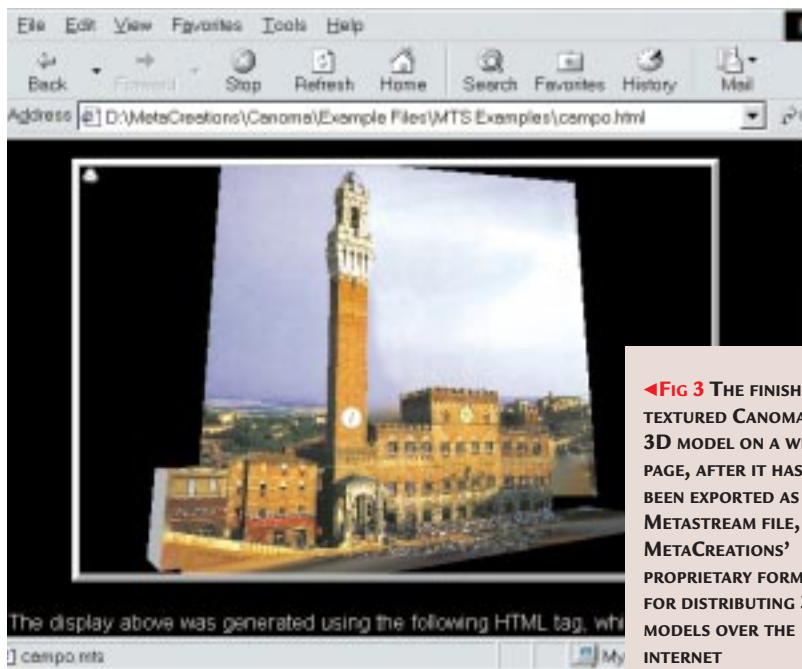 File Edit View Favorites Tools Help
Back Forward Stop Refresh Home Search Favorites History Mail
Address D:\MetaCreations\Canoma\Example Files\MTS Examples\campo.html
The display above was generated using the following HTML tag,
campo.mts My
◄FIG 3 THE FINISH
TEXTURED CANOMA
3D MODEL ON A W
PAGE, AFTER IT HAS
BEEN EXPORTED AS
METASTREAM FILE,
METACREATIONS'
PROPRIETARY FORM
FOR DISTRIBUTING
MODELS OVER THE
INTERNET